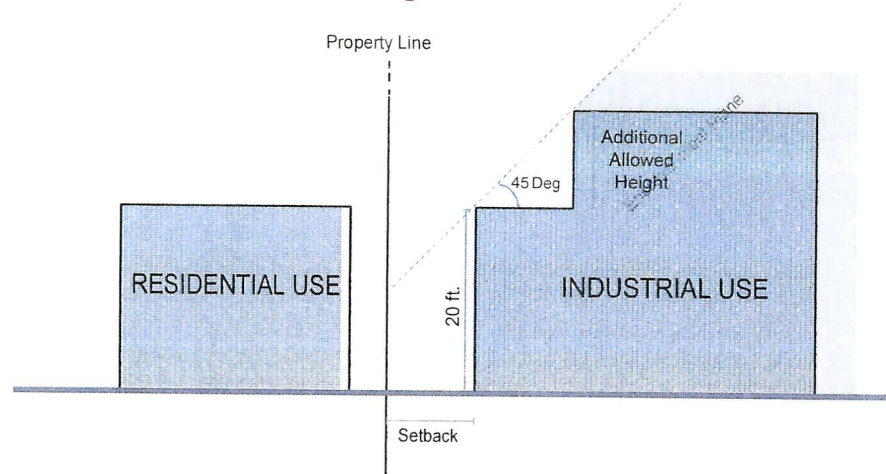 Property Line
Additional
Allowed
Height
45 Deg
RESIDENTIAL USE
INDUSTRIAL USE
20 ft.
Setback